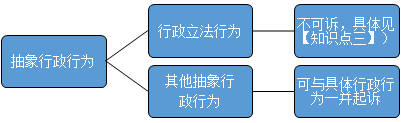 抽象行政行为
行政立法行为
不可诉，具体见
【知识点三】）
其他抽象行
政行为
可与具体行政行
为一并起诉